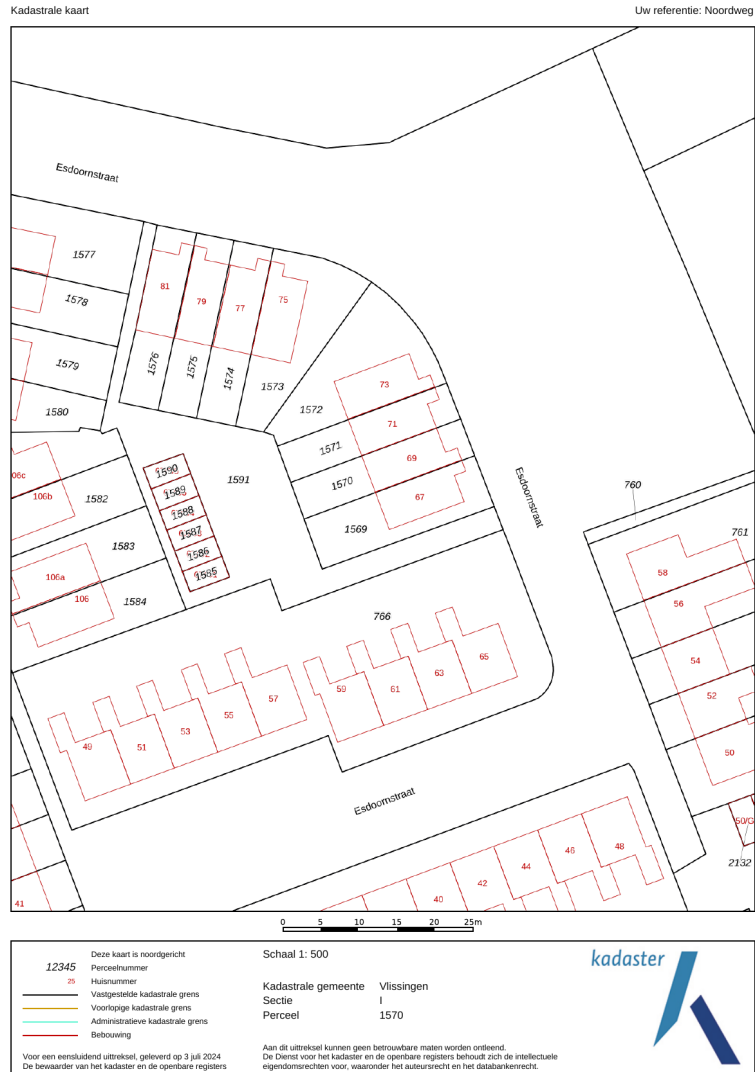 Kadastrale kaart
Uw referentie: Noordweg
Esdoornstraat
1577
1578
81
79
77
75
1579
1576
1575
1574
1573
73
1580
1572
71
1571
69
06c
1590
1591
106b
1589
1582
1570
67
Esdoornstraat
760
1588
1587
1569
761
1583
1586
106a
1585
58
106
1584
56
766
54
65
63
59
61
57
55
53
51
49
52
50
Esdoornstraat
50/G
48
46
44
42
40
41
2132
0 5 10 15 20 25m
Deze kaart is noordgericht
12345 Perceelnummer
25 Huisnummer
Vastgestelde kadastrale grens
Voorlopige kadastrale grens
Administratieve kadastrale grens
Bebouwing
Voor een eensluidend uittreksel, geleverd op 3 juli 2024
De bewaarder van het kadaster en de openbare registers
Schaal 1: 500
Kadastrale gemeente Vlissingen
Sectie I
Perceel 1570
Aan dit uittreksel kunnen geen betrouwbare maten worden ontleend.
De Dienst voor het kadaster en de openbare registers behoudt zich de intellectuele
eigendomsrechten voor, waaronder het auteursrecht en het databankenrecht.
kadaster